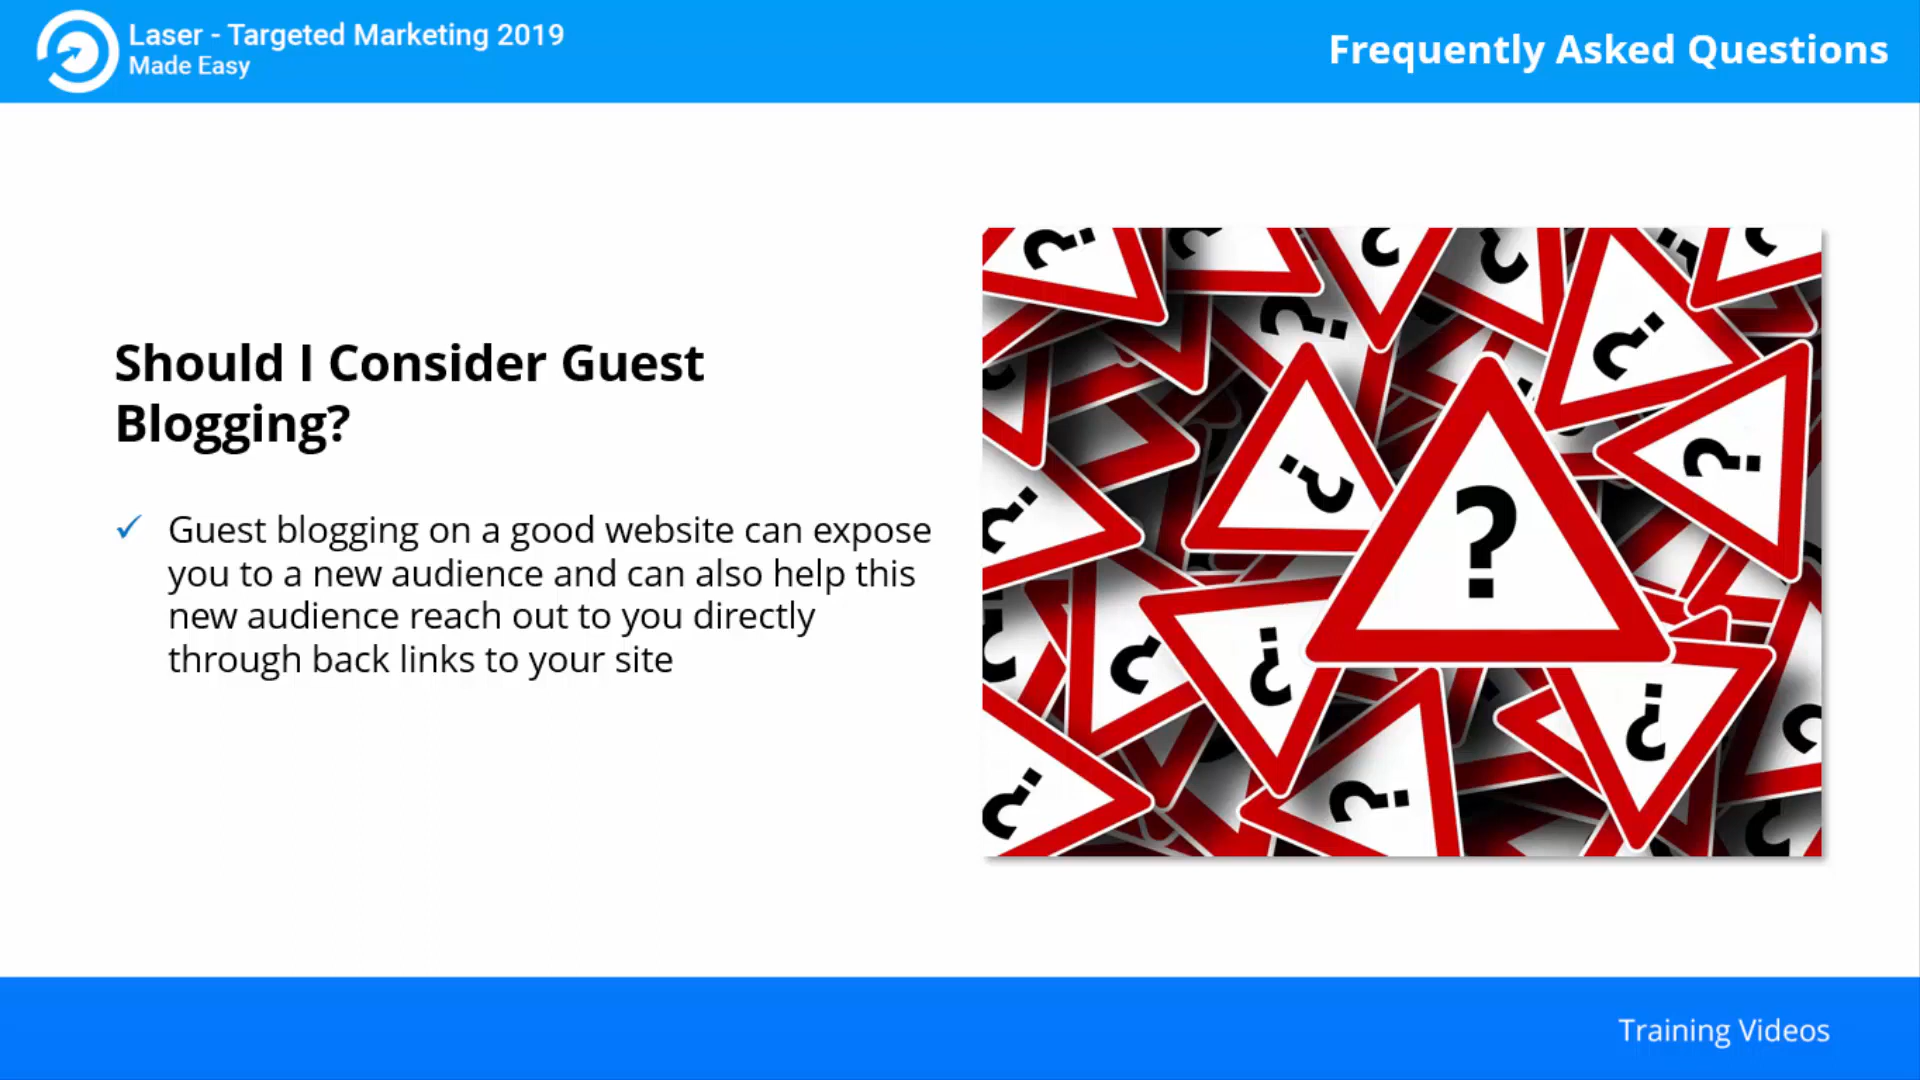 Laser - Targeted Marketing 2019
Made Easy
Frequently Asked Questions
Should I Consider Guest
Blogging?
✓ Guest blogging on a good website can expose
you to a new audience and can also help this
new audience reach out to you directly
through back links to your site
?
Training Videos